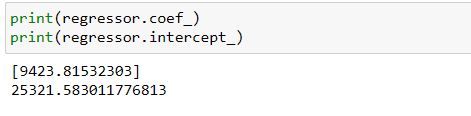 print(regressor.coef_)
print(regressor.intercept_)
[9423.81532303]
25321.583011776813